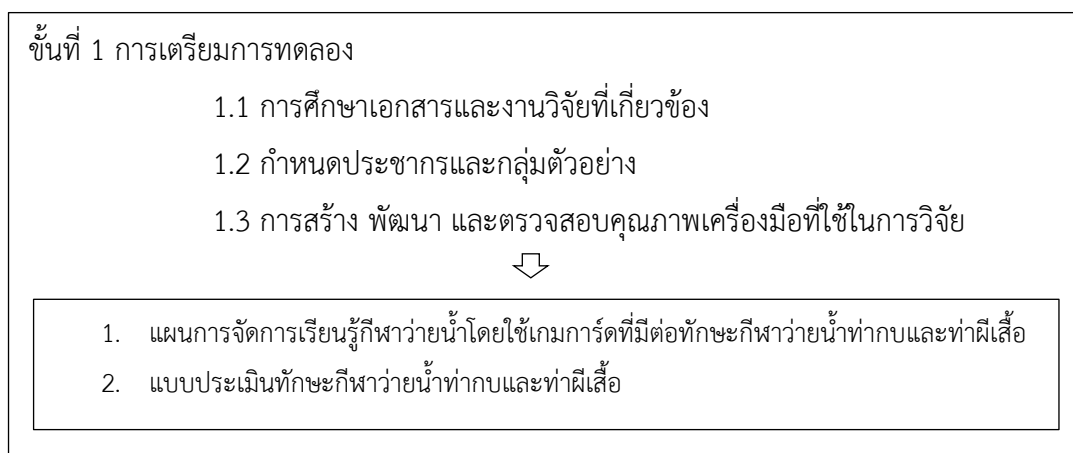 ขั้นที่ 1 การเตรียมการทดลอง
1.1 การศึกษาเอกสารและงานวิจัยที่เกี่ยวข้อง
1.2 กำหนดประชากรและกลุ่มตัวอย่าง
1.3 การสร้าง พัฒนา และตรวจสอบคุณภาพเครื่องมือที่ใช้ในการวิจัย
1. แผนการจัดการเรียนรู้กีฬาว่ายน้ำโดยใช้เกมการ์ดที่มีต่อทักษะกีฬาว่ายน้ำท่ากบและท่าผีเสื้อ
2. แบบประเมินทักษะกีฬาว่ายน้ำท่ากบและท่าผีเสื้อ